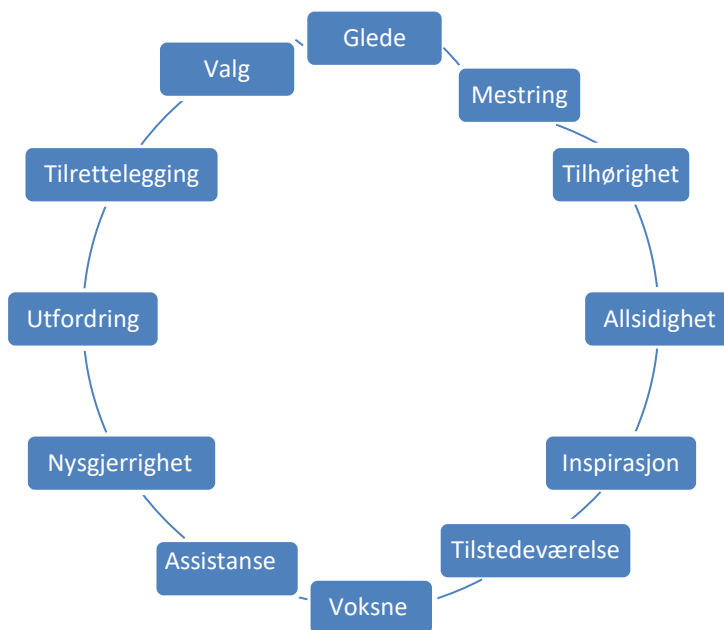 Glede
Mestring
Tilhørighet
Allsidighet
Inspirasjon
Tilstedeværelse
Voksne
Assistanse
Nysgjerrighet
Utfordring
Tilrettelegging
Valg